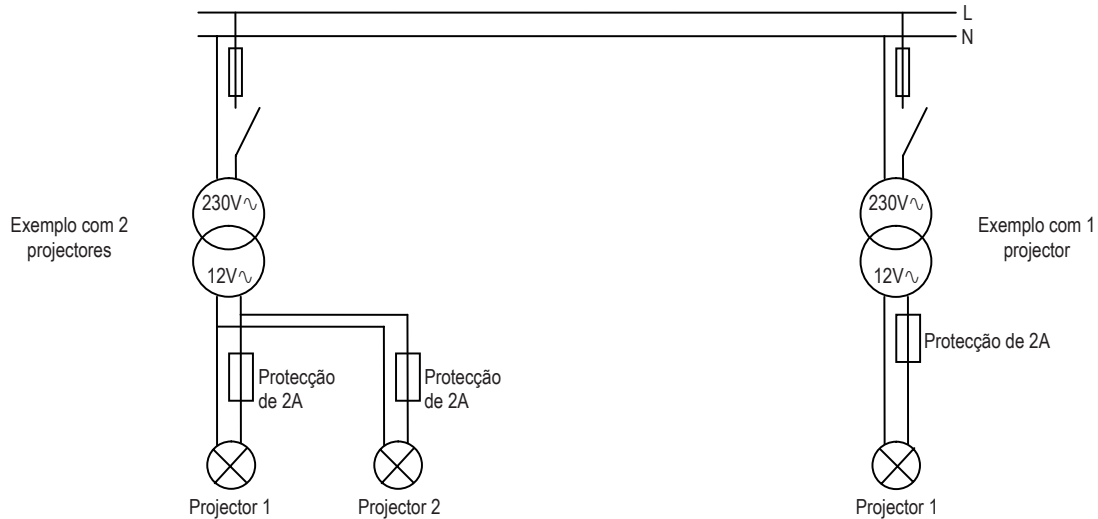 L
N
230V∿
12V∿
Exemplo com 2
projectores
Protecção
de 2A
Protecção
de 2A
Projector 1
Projector 2
230V∿
12V∿
Exemplo com 1
projector
Protecção de 2A
Projector 1